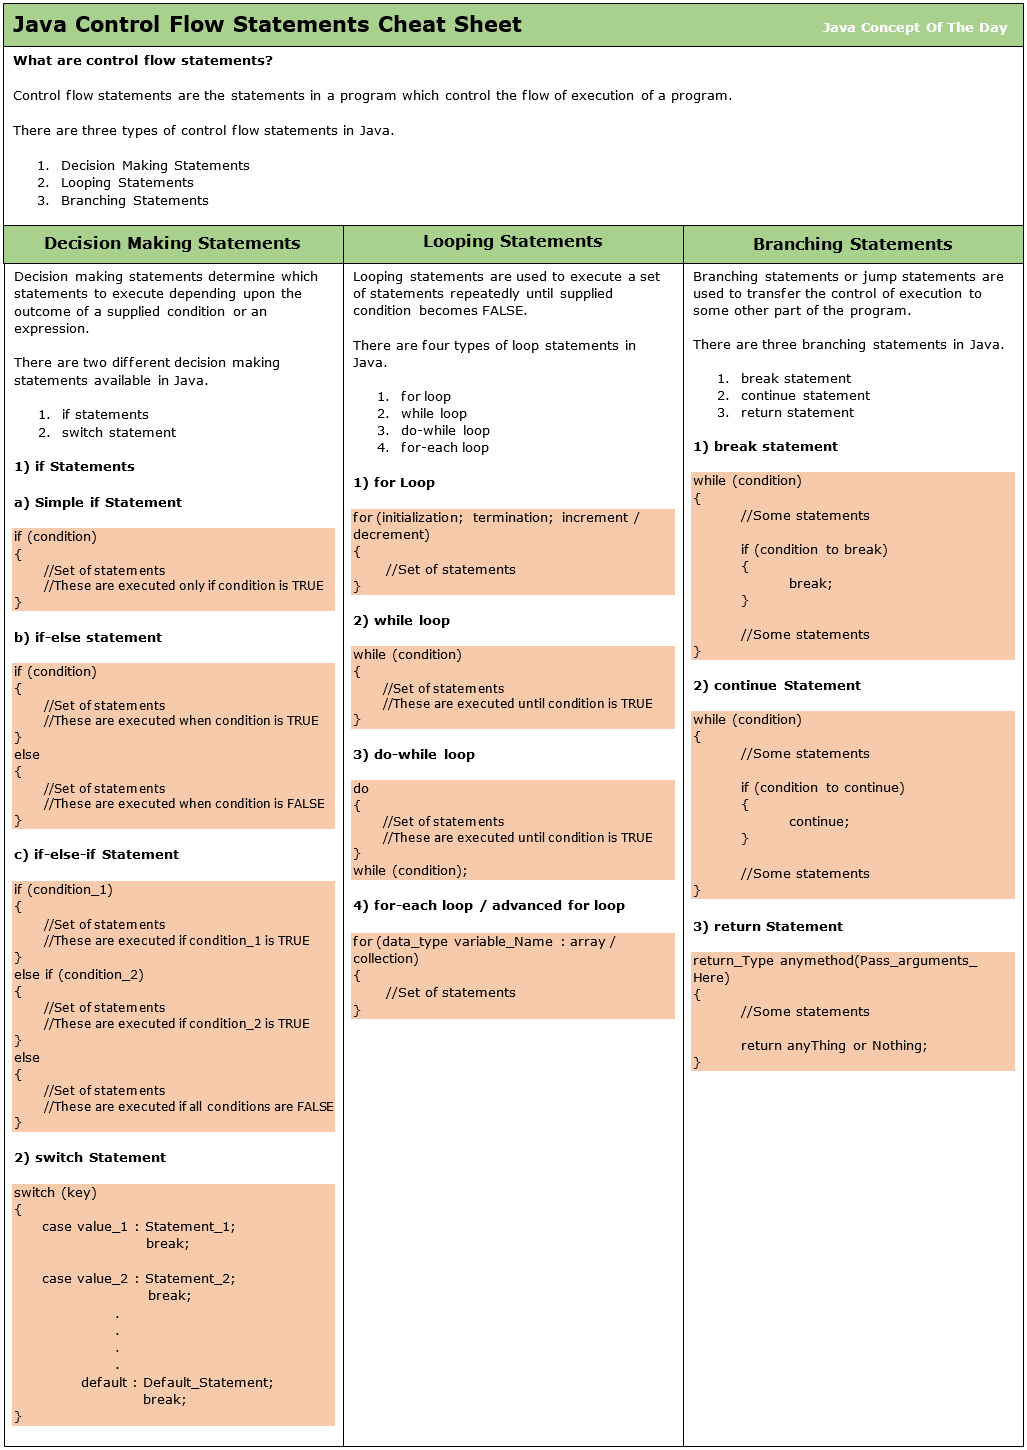 Java Control Flow Statements Cheat Sheet
Java Concept Of The Day
What are control flow statements?
Control flow statements are the statements in a program which control the flow of execution of a program.
There are three types of control flow statements in Java.
1. Decision Making Statements
2. Looping Statements
3. Branching Statements
Decision Making Statements
Decision making statements determine which
statements to execute depending upon the
outcome of a supplied condition or an
expression.
There are two different decision making
statements available in Java.
1. if statements
2. switch statement
1) if Statements
a) Simple if Statement
if (condition)
{
//Set of statements
//These are executed only if condition is TRUE
}
b) if-else statement
if (condition)
{
//Set of statements
//These are executed when condition is TRUE
}
else
{
//Set of statements
//These are executed when condition is FALSE
}
c) if-else-if Statement
if (condition_1)
{
//Set of statements
//These are executed if condition_1 is TRUE
}
else if (condition_2)
{
//Set of statements
//These are executed if condition_2 is TRUE
}
else
{
//Set of statements
//These are executed if all conditions are FALSE
}
2) switch Statement
switch (key)
{
case value_1 : Statement_1;
break;
case value_2 : Statement_2;
break;
.
.
.
.
default : Default_Statement;
break;
}
Looping Statements
Looping statements are used to execute a set
of statements repeatedly until supplied
condition becomes FALSE.
There are four types of loop statements in
Java.
1. for loop
2. while loop
3. do-while loop
4. for-each loop
1) for Loop
for (initialization; termination; increment /
decrement)
{
//Set of statements
}
2) while loop
while (condition)
{
//Set of statements
//These are executed until condition is TRUE
}
3) do-while loop
do
{
//Set of statements
//These are executed until condition is TRUE
}
while (condition);
4) for-each loop / advanced for loop
for (data_type variable_Name : array /
collection)
{
//Set of statements
}
Branching Statements
Branching statements or jump statements are
used to transfer the control of execution to
some other part of the program.
There are three branching statements in Java.
1. break statement
2. continue statement
3. return statement
1) break statement
while (condition)
{
//Some statements
if (condition to break)
{
break;
}
//Some statements
}
2) continue Statement
while (condition)
{
//Some statements
if (condition to continue)
{
continue;
}
//Some statements
}
3) return Statement
return_Type anymethod(Pass_arguments_
Here)
{
//Some statements
return anyThing or Nothing;
}